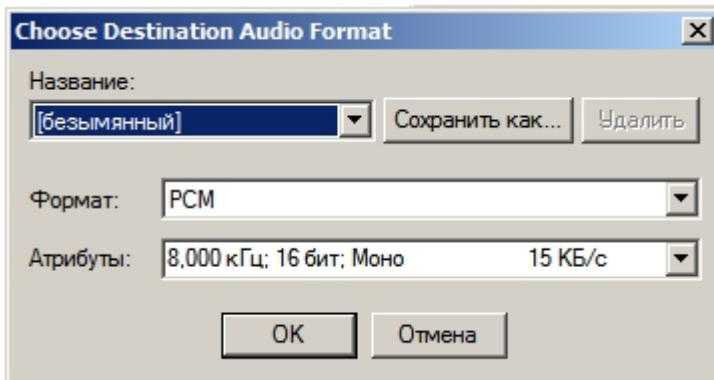 Choose Destination Audio Format
Название:
[безымянный] Сохранить как... Удалить
Формат: PCM
Атрибуты: 8,000 кГц; 16 бит; Моно 15 КБ/с
OK Отмена